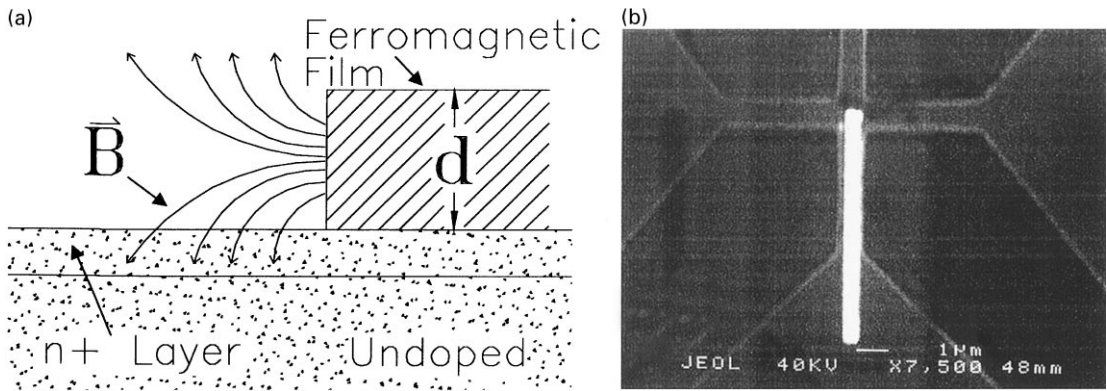 (a)
Ferromagnetic
Film
B
d
n+ Layer
Undoped
(b)
1μm
JEOL 40KV X7,500 48mm